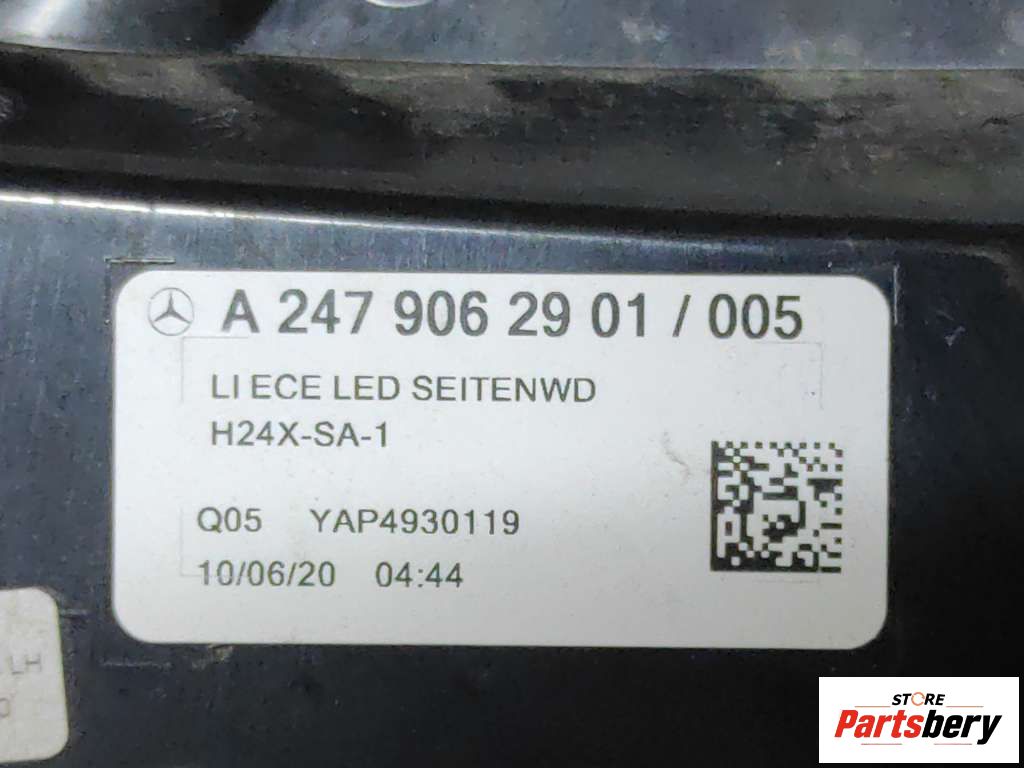 A 247 906 29 01 / 005
LI ECE LED SEITENWD
H24X-SA-1
Q05 YAP4930119
10/06/20 04:44
LH
0
STORE
Partsbery